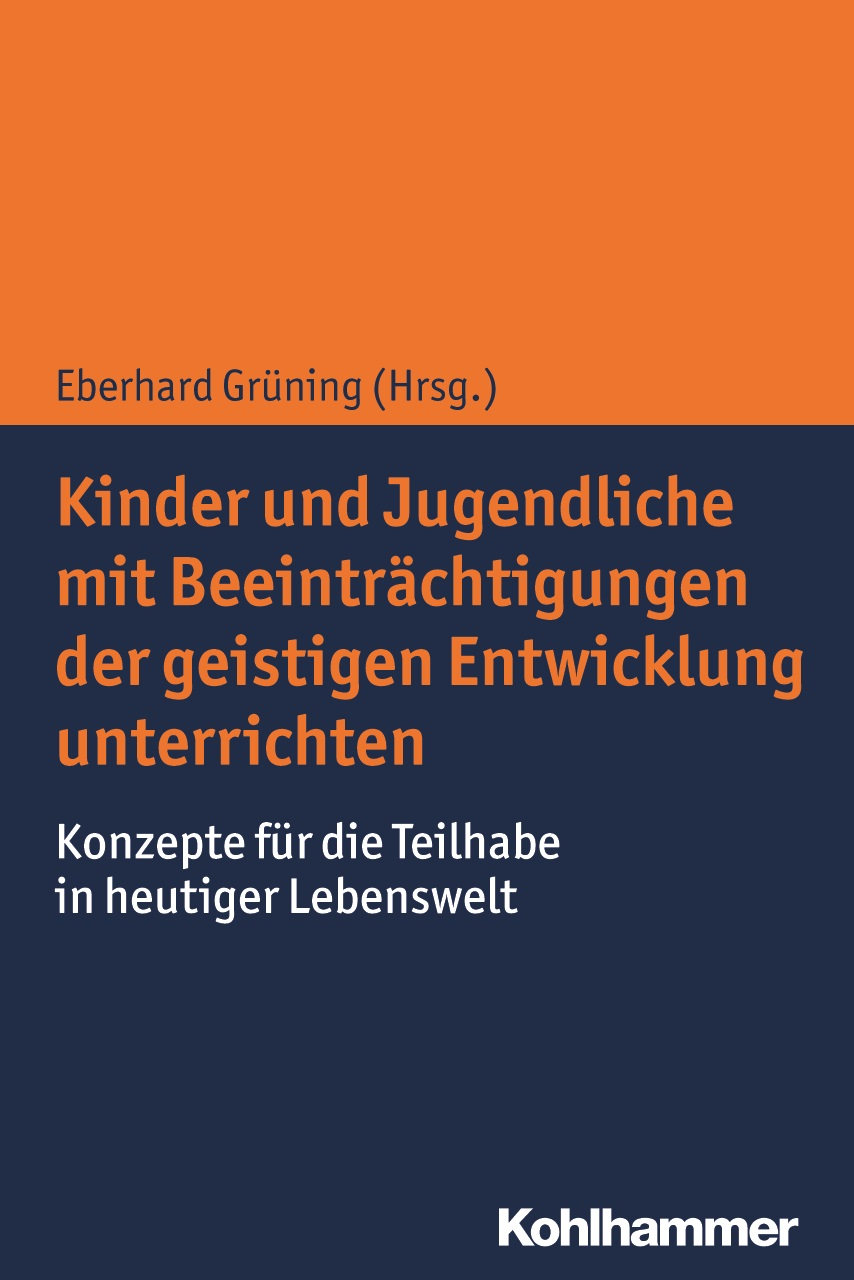 Eberhard Grüning (Hrsg.)
Kinder und Jugendliche
mit Beeinträchtigungen
der geistigen Entwicklung
unterrichten
Konzepte für die Teilhabe
in heutiger Lebenswelt
Kohlhammer